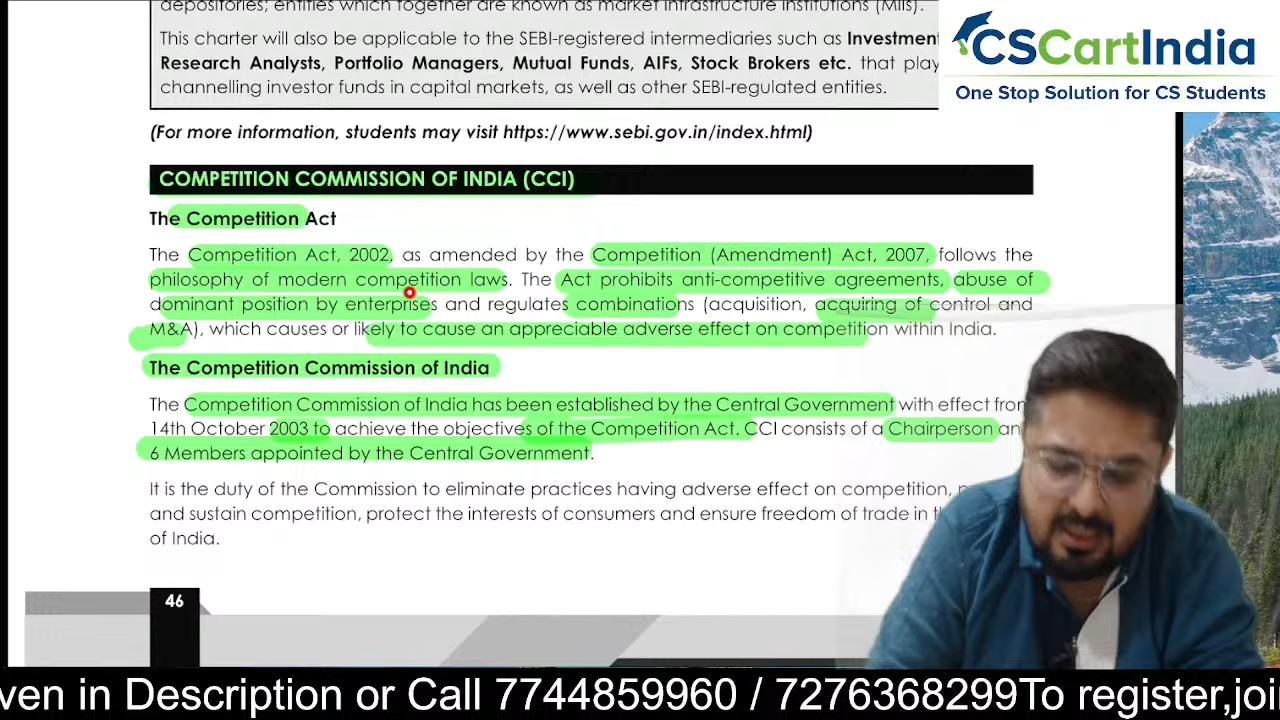 depositories; entities which together are known as market infrastructure institutions (MIIs).
This charter will also be applicable to the SEBI-registered intermediaries such as Investment
Research Analysts, Portfolio Managers, Mutual Funds, AIFs, Stock Brokers etc. that play
channelling investor funds in capital markets, as well as other SEBI-regulated entities.
CSCartIndia
One Stop Solution for CS Students
(For more information, students may visit https://www.sebi.gov.in/index.html)
COMPETITION COMMISSION OF INDIA (CCI)
The Competition Act
The Competition Act, 2002, as amended by the Competition (Amendment) Act, 2007, follows the
philosophy of modern competition laws. The Act prohibits anti-competitive agreements, abuse of
dominant position by enterprises and regulates combinations (acquisition, acquiring of control and
M&A), which causes or likely to cause an appreciable adverse effect on competition within India.
The Competition Commission of India
The Competition Commission of India has been established by the Central Government with effect from
14th October 2003 to achieve the objectives of the Competition Act. CCI consists of a Chairperson an
6 Members appointed by the Central Government.
It is the duty of the Commission to eliminate practices having adverse effect on competition,
and sustain competition, protect the interests of consumers and ensure freedom of trade in
of India.
46
ven in Description or Call 7744859960 / 7276368299To register,joi